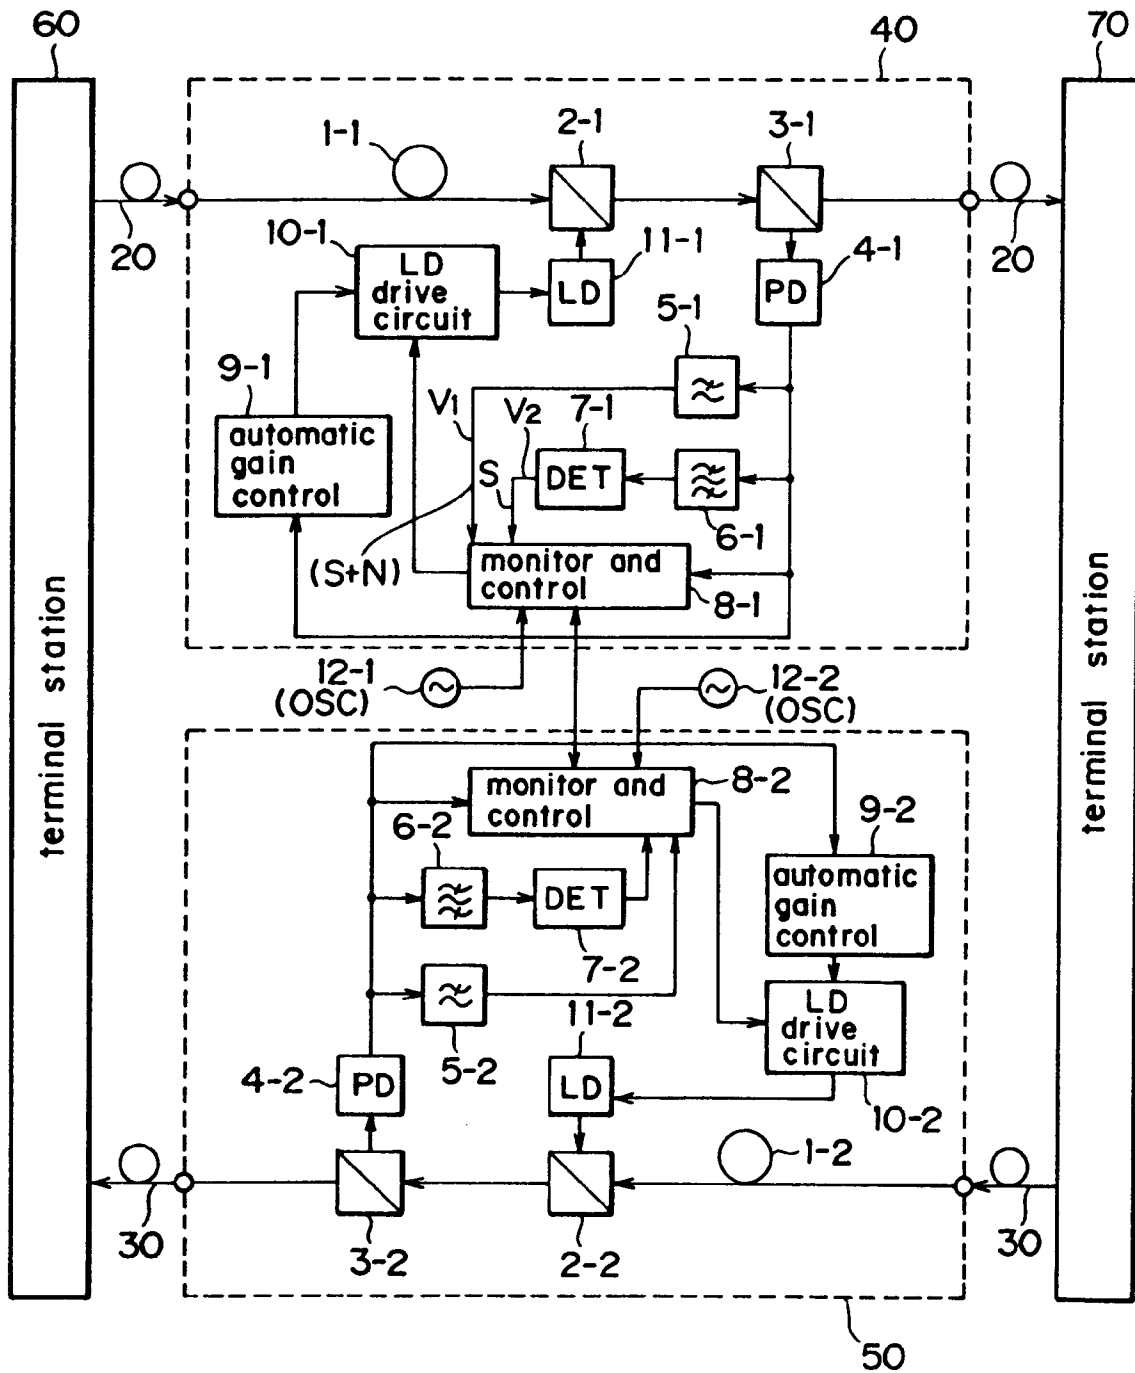 60
40
70
1-1
2-1
3-1
20
10-1
LD
drive
circuit
11-1
LD
4-1
PD
20
5-1
9-1
V1
V2
7-1
automatic
gain
control
S
DET
6-1
(S+N)
monitor and
control
8-1
terminal station
terminal station
12-1
(OSC)
12-2
(OSC)
monitor and
control
8-2
6-2
9-2
DET
automatic
gain
control
7-2
11-2
LD
drive
circuit
5-2
4-2
PD
LD
10-2
1-2
30
3-2
2-2
30
50